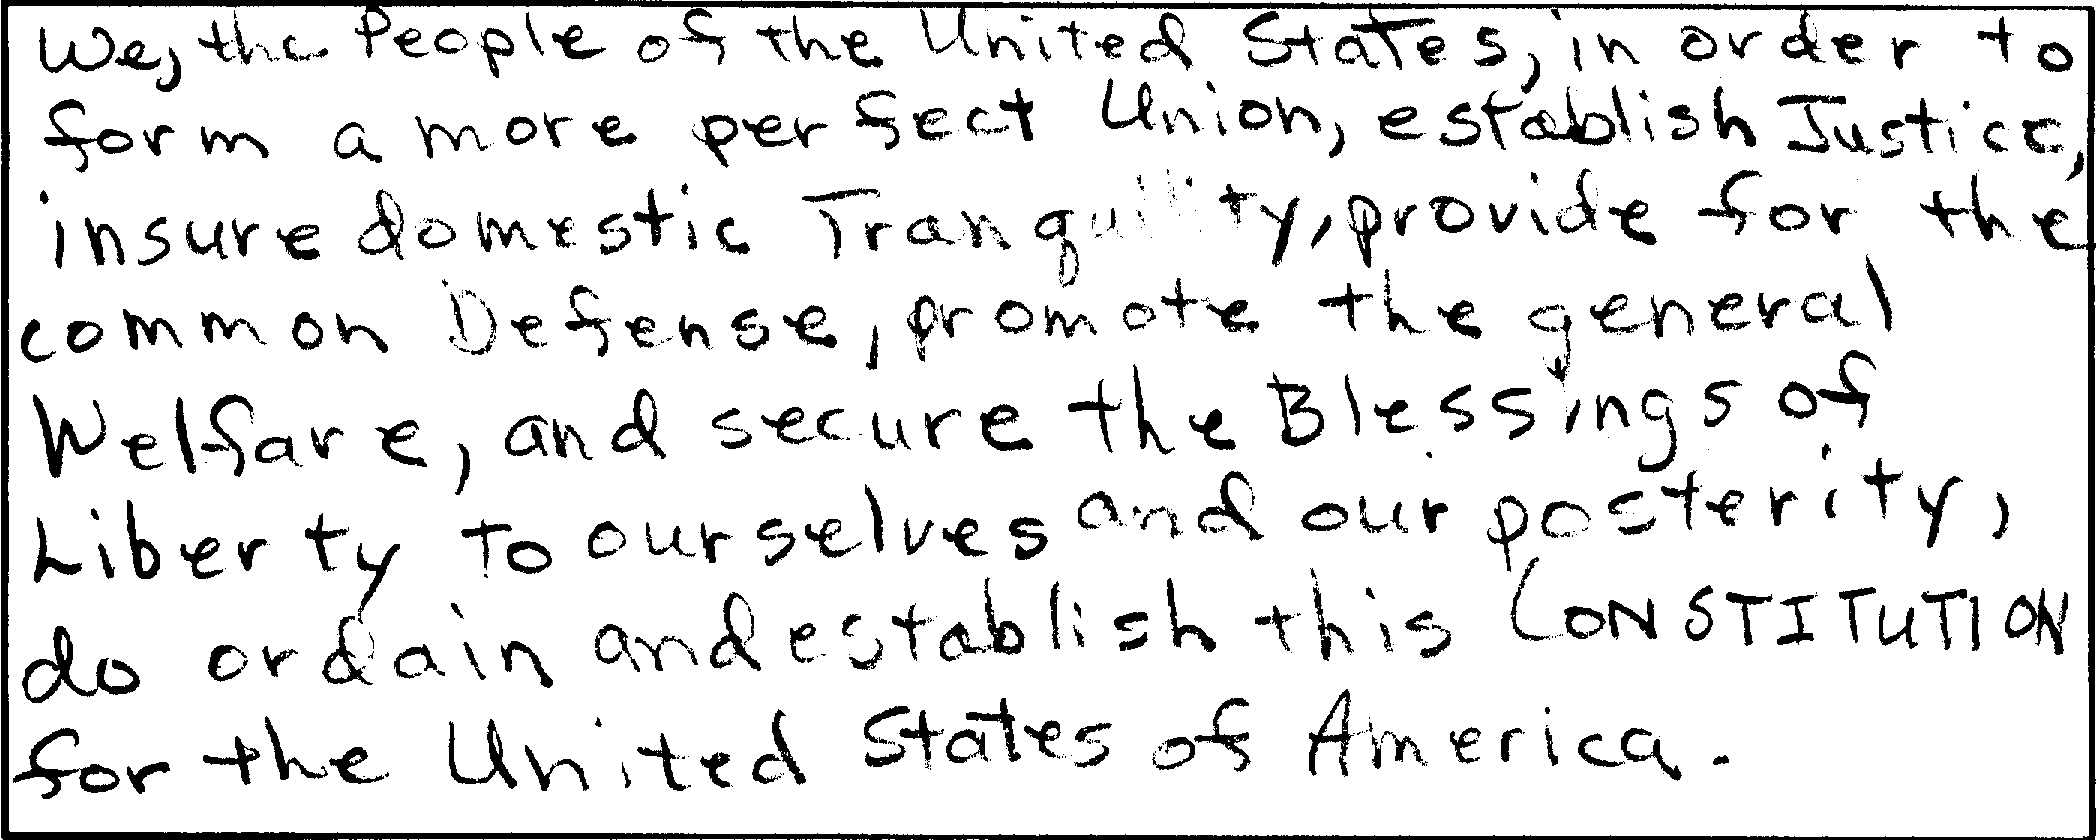 We, the People of the United States, in order to
form a more perfect Union, establish Justice,
insure domestic Tranquility, provide for the
common Defense, promote the general
Welfare, and secure the Blessings of
Liberty to ourselves and our posterity,
do ordain and establish this CONSTITUTION
for the United States of America.